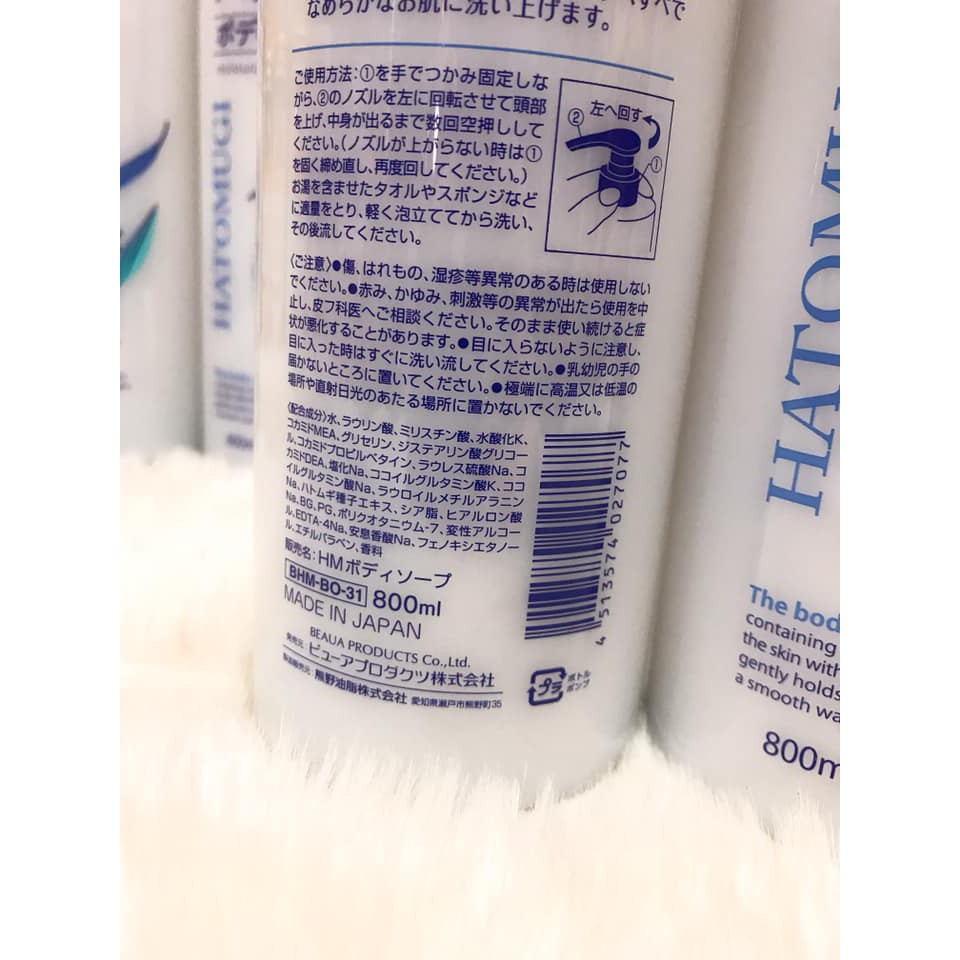 なめらかなお肌に洗い上げます。
ご使用方法:①を手でつかみ固定しな
がら、②のノズルを左に回転させて頭部
を上げ、中身が出るまで数回空押しして
ください。(ノズルが上がらない時は①
を固く締め直し、再度回してください。)
お湯を含ませたタオルやスポンジなど
に適量をとり、軽く泡立ててから洗い、
その後流してください。
左へ回す
②
①
〈ご注意〉●傷、はれもの、湿疹等異常のある時は使用しない
でください。●赤み、かゆみ、刺激等の異常が出たら使用を中
止し、皮フ科医へご相談ください。そのまま使い続けると症
状が悪化することがあります。●目に入らないように注意し、
目に入った時はすぐに洗い流してください。●乳幼児の手の
届かないところに置いてください。●極端に高温又は低温の
場所や直射日光のあたる場所に置かないでください。
〈配合成分〉水、ラウリン酸、ミリスチン酸、水酸化K、
コカミドMEA、グリセリン、ジステアリン酸グリコー
ル、コカミドプロピルベタイン、ラウレス硫酸Na、コ
カミドDEA、塩化Na、ココイルグルタミン酸K、ココ
イルグルタミン酸Na、ラウロイルメチルアラニン
Na、ハトムギ種子エキス、シア脂、ヒアルロン酸
Na、BG、PG、ポリクオタニウム-7、変性アルコー
ル、EDTA-4Na、安息香酸Na、フェノキシエタノー
ル、エチルパラベン、香料
販売名:HMボディソープ
BHM-BO-31 800ml
MADE IN JAPAN
BEAUA PRODUCTS Co.,Ltd.
発売元:ビューアプロダクツ株式会社
製造販売元:熊野油脂株式会社 愛知県瀬戸市熊野町35
4 513574 027077
プラ
ボトル
ポンプ
ボデ
HATOMUGI
HATOMU
The bod
containing
the skin with
gently holds
a smooth wa
800m